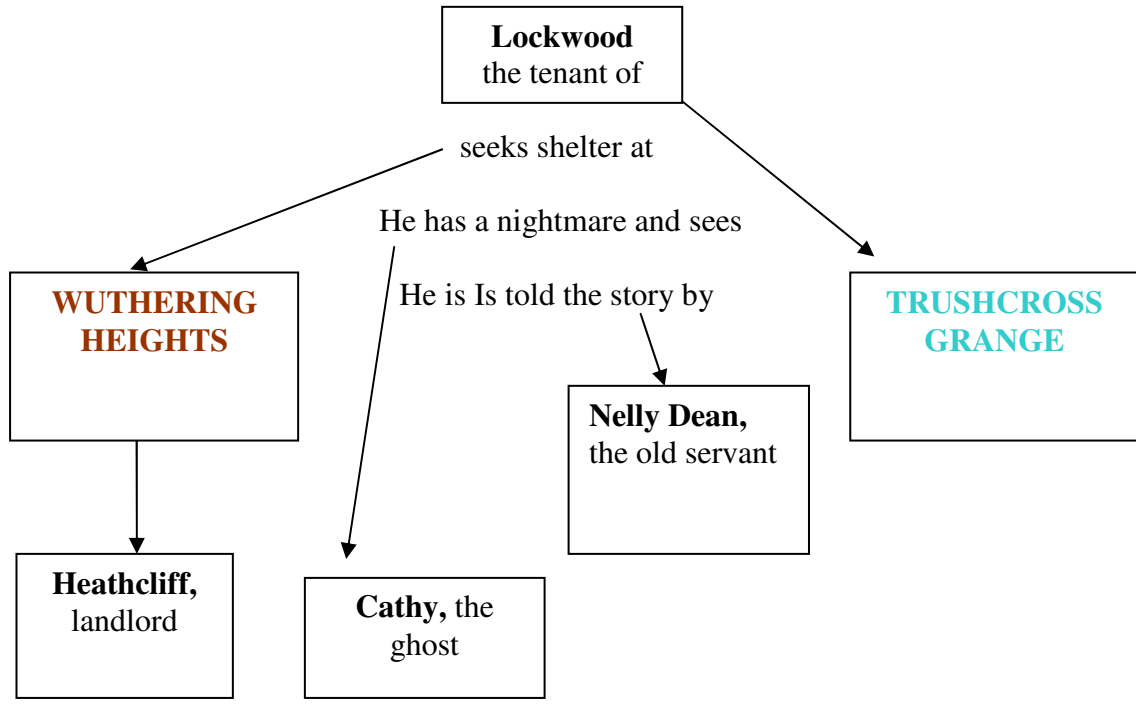 Lockwood
the tenant of
seeks shelter at
He has a nightmare and sees
He is Is told the story by
WUTHERING
HEIGHTS
TRUSHCROSS
GRANGE
Nelly Dean,
the old servant
Heathcliff,
landlord
Cathy, the
ghost